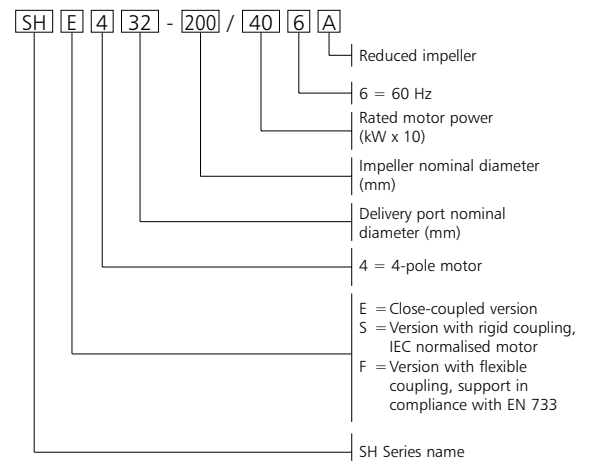 SH E 4 32 - 200 / 40 6 A
Reduced impeller
6 = 60 Hz
Rated motor power
(kW x 10)
Impeller nominal diameter
(mm)
Delivery port nominal
diameter (mm)
4 = 4-pole motor
E = Close-coupled version
S = Version with rigid coupling,
IEC normalised motor
F = Version with flexible
coupling, support in
compliance with EN 733
SH Series name